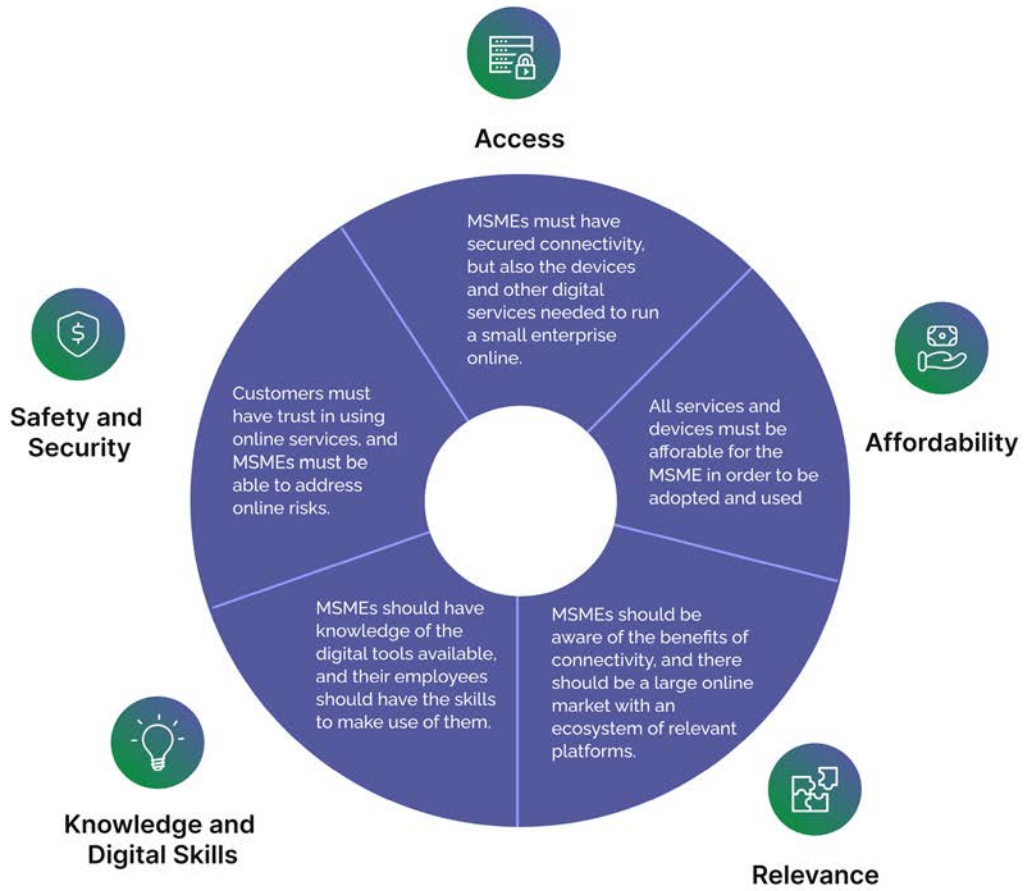 Access
MSMEs must have
secured connectivity,
but also the devices
and other digital
services needed to run
a small enterprise
online.
Affordability
All services and
devices must be
afforable for the
MSME in order to be
adopted and used
Relevance
MSMEs should be
aware of the benefits of
connectivity, and there
should be a large online
market with an
ecosystem of relevant
platforms.
Knowledge and
Digital Skills
MSMEs should have
knowledge of the
digital tools available,
and their employees
should have the skills
to make use of them.
Safety and
Security
Customers must
have trust in using
online services, and
MSMEs must be
able to address
online risks.